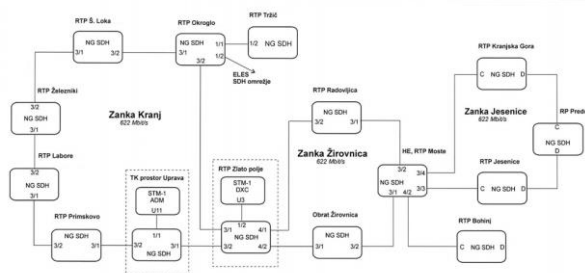 RTP Š. Loka
NG SDH
3/1
3/2
RTP Okroglo
NG SDH
3/1
1/1
1/2
3/2
RTP Tržič
1/2
NG SDH
ELES
SDH omrežje
RTP Železniki
3/2
NG SDH
3/1
Zanka Kranj
622 Mbit/s
RTP Labore
3/2
NG SDH
3/1
RTP Primskovo
NG SDH
3/2
3/1
TK prostor Uprava
STM-1
ADM
U11
1/1
3/2
3/1
NG SDH
RTP Zlato polje
STM-1
DXC
U3
1/2
3/1
4/1
3/2
4/2
NG SDH
RTP Radovljica
NG SDH
3/2
3/1
Zanka Žirovnica
622 Mbit/s
Obrat Žirovnica
NG SDH
3/1
3/2
HE, RTP Moste
3/2
3/4
NG SDH
3/3
3/1
4/2
RTP Kranjska Gora
C
NG SDH
D
Zanka Jesenice
622 Mbit/s
RP Pred
C
NG SDH
D
RTP Jesenice
C
NG SDH
D
RTP Bohinj
C
NG SDH
D